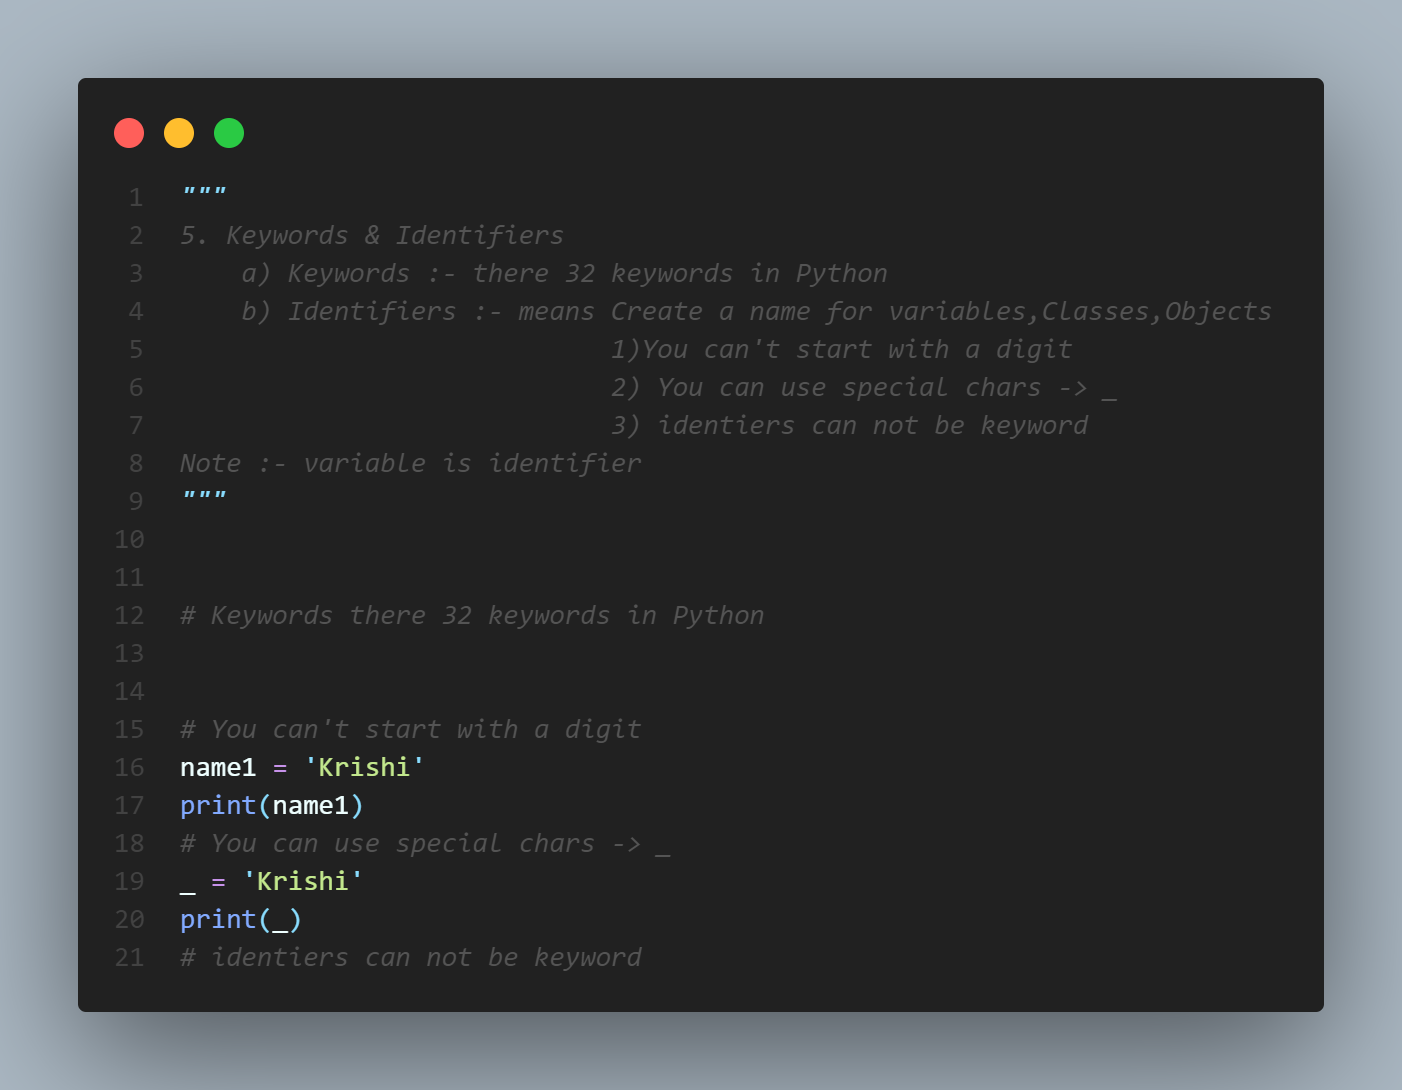 1 """
2 5. Keywords & Identifiers
3     a) Keywords :- there 32 keywords in Python
4     b) Identifiers :- means Create a name for variables,Classes,Objects
5                             1)You can't start with a digit
6                             2) You can use special chars -> _
7                             3) identiers can not be keyword
8 Note :- variable is identifier
9 """
10
11
12 # Keywords there 32 keywords in Python
13
14
15 # You can't start with a digit
16 name1 = 'Krishi'
17 print(name1)
18 # You can use special chars -> _
19 _ = 'Krishi'
20 print(_)
21 # identiers can not be keyword